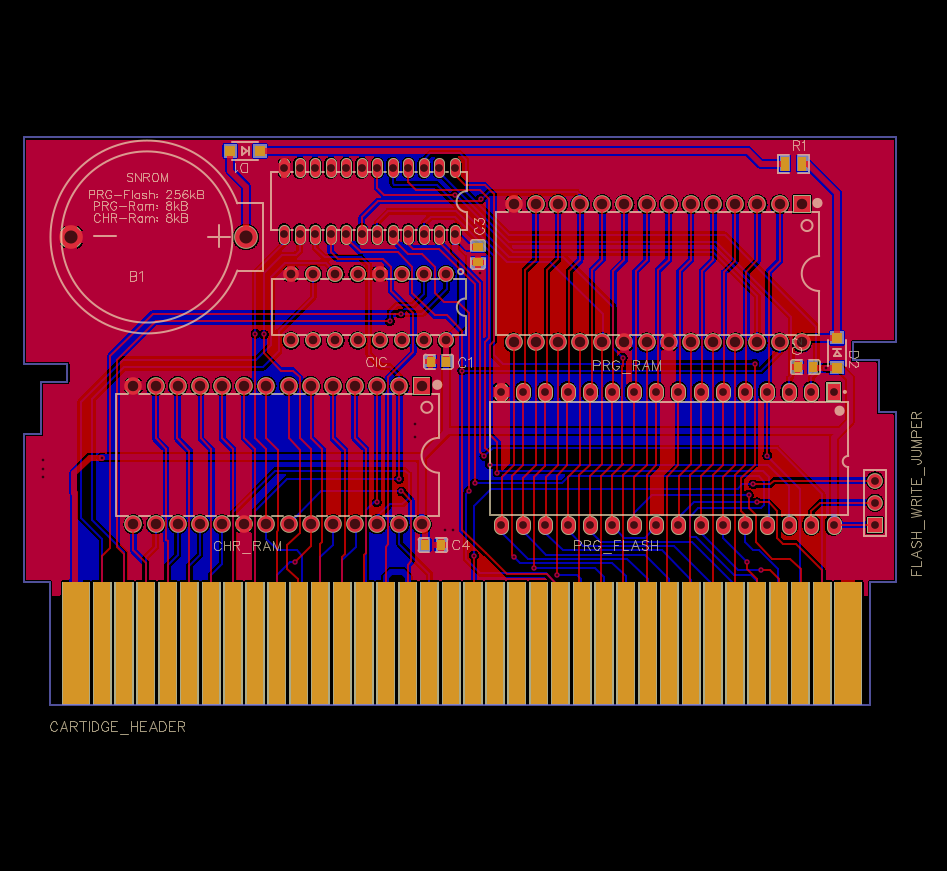 R1
D1
SNROM
PRG-Flash: 256kB
PRG-Ram: 8kB
CHR-Ram: 8kB
C3
B1
CIC
C1
PRG_RAM
D2
FLASH_WRITE_JUMPER
CHR_RAM
C4
PRG_FLASH
CARTIDGE_HEADER